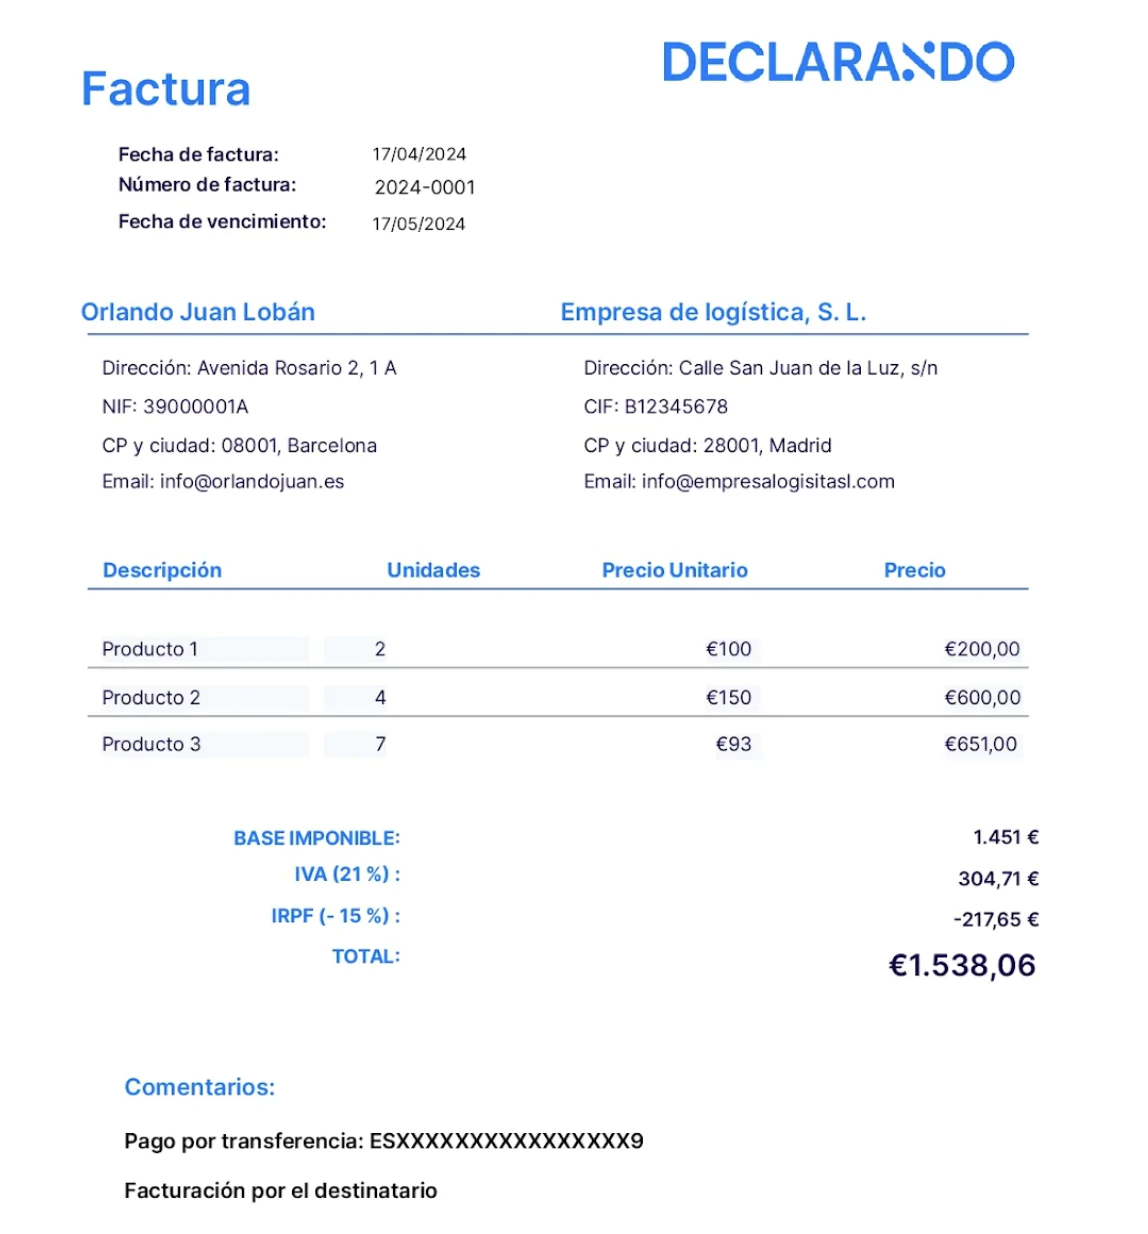 DECLARANDO
Factura
Fecha de factura: 17/04/2024
Número de factura: 2024-0001
Fecha de vencimiento: 17/05/2024
Orlando Juan Lobán Empresa de logística, S. L.
Dirección: Avenida Rosario 2, 1 A Dirección: Calle San Juan de la Luz, s/n
NIF: 39000001A CIF: B12345678
CP y ciudad: 08001, Barcelona CP y ciudad: 28001, Madrid
Email: info@orlandojuan.es Email: info@empresalogisitasl.com
Descripción Unidades Precio Unitario Precio
Producto 1 2 €100 €200,00
Producto 2 4 €150 €600,00
Producto 3 7 €93 €651,00
BASE IMPONIBLE: 1.451 €
IVA (21 %) : 304,71 €
IRPF (- 15 %) : -217,65 €
TOTAL: €1.538,06
Comentarios:
Pago por transferencia: ESXXXXXXXXXXXXXXXX9
Facturación por el destinatario